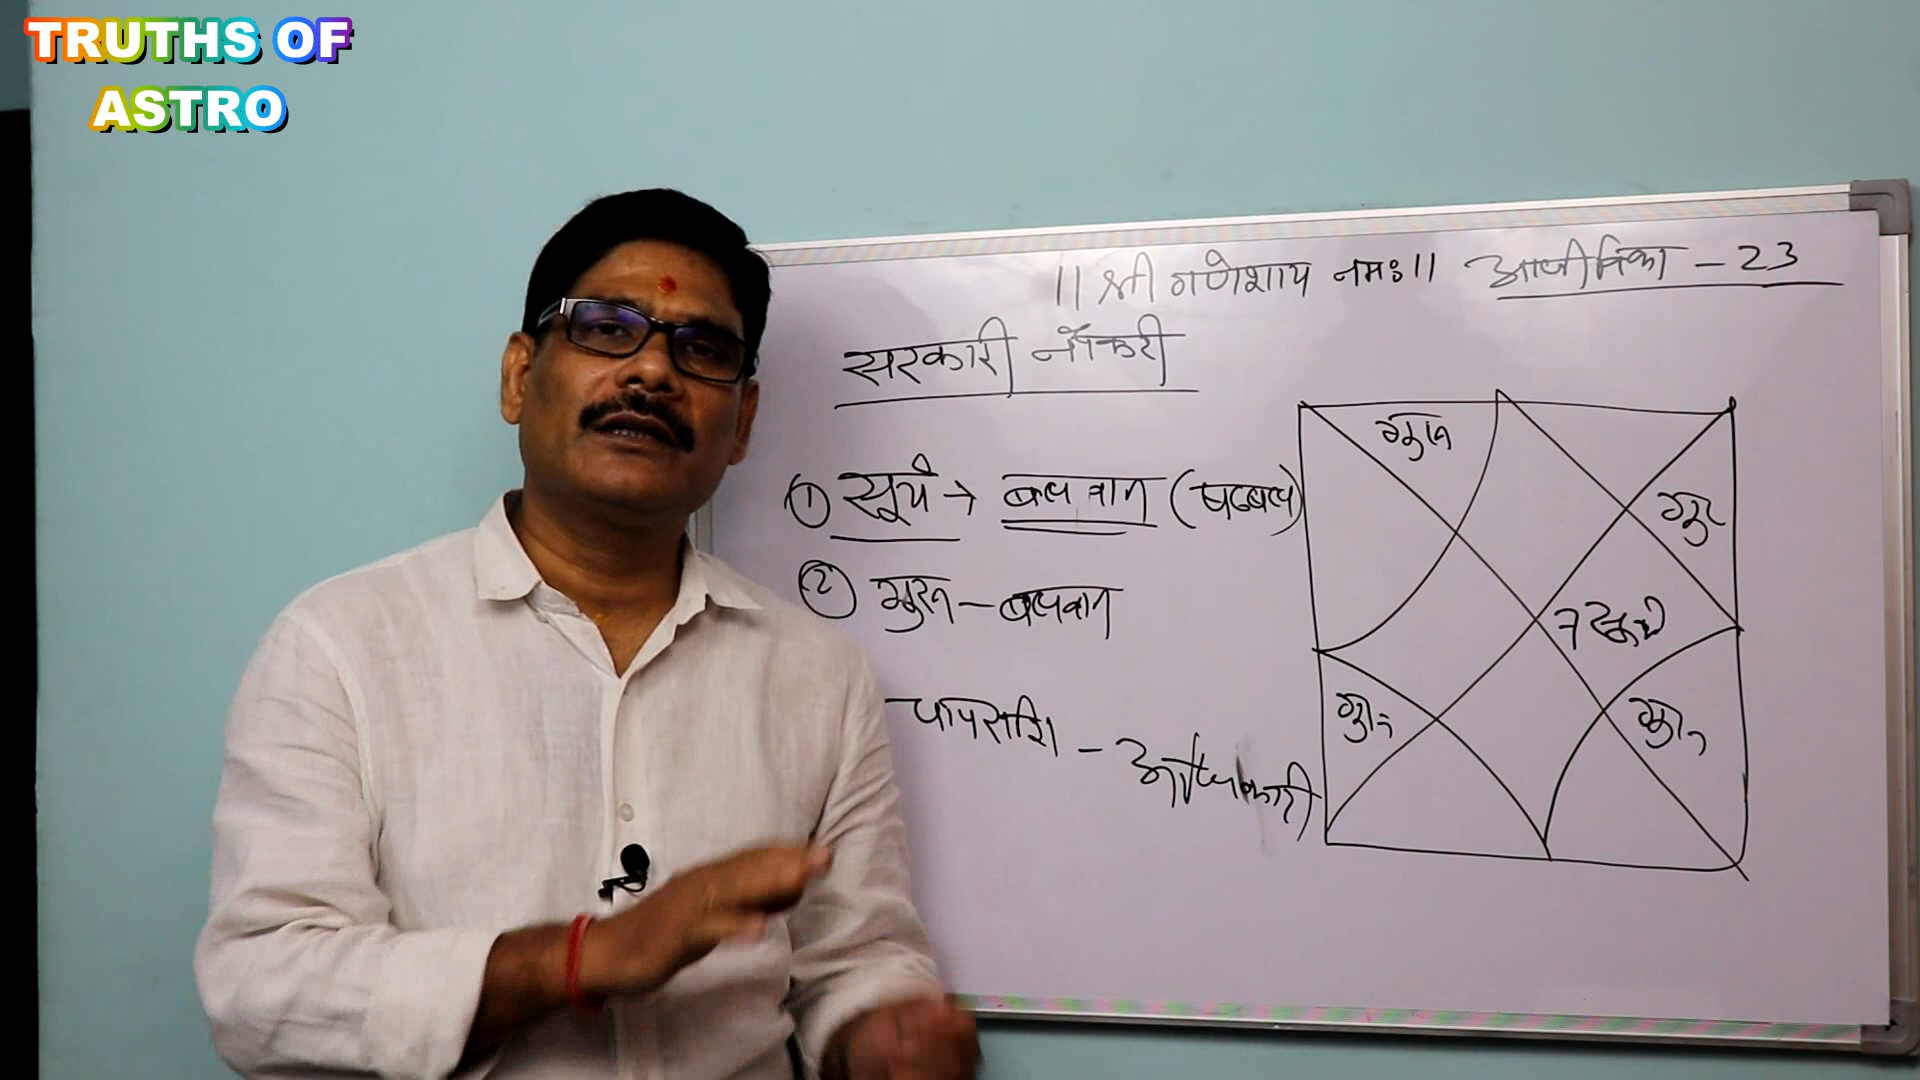 TRUTHS OF
ASTRO
|| श्री गणेशाय नमः || आजीविका - 23
सरकारी नौकरी
① सूर्य → बलवान (षडबल)
② गुरु - बलवान
पापराशि - अधिकारी
गुरु
गुरु
7 सूर्य
गुरु
गुरु